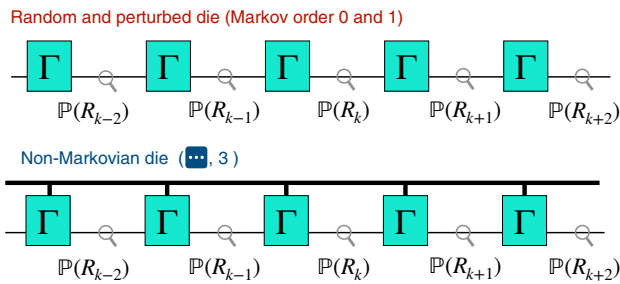 Random and perturbed die (Markov order 0 and 1)
Γ Γ Γ Γ Γ
ℙ(R_{k−2}) ℙ(R_{k−1}) ℙ(R_k) ℙ(R_{k+1}) ℙ(R_{k+2})
Non-Markovian die (···, 3 )
Γ Γ Γ Γ Γ
ℙ(R_{k−2}) ℙ(R_{k−1}) ℙ(R_k) ℙ(R_{k+1}) ℙ(R_{k+2})